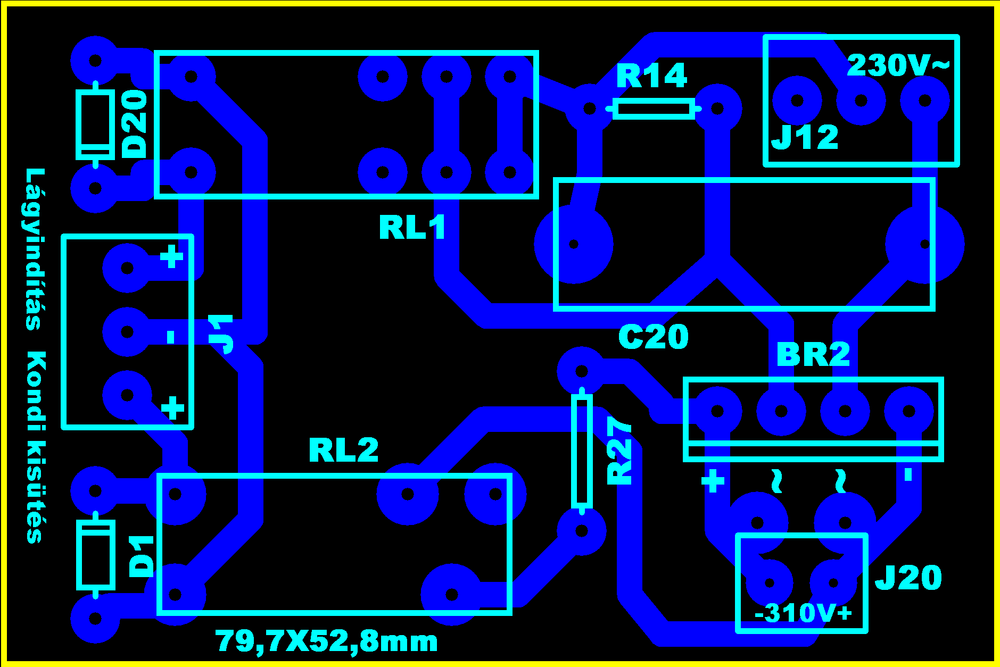 230V~
R14
D20
J12
Lágyindítás Kondi kisütés
RL1
+
-
J1
+
C20
BR2
RL2
R27
+ ~ ~ -
D1
J20
-310V+
79,7X52,8mm